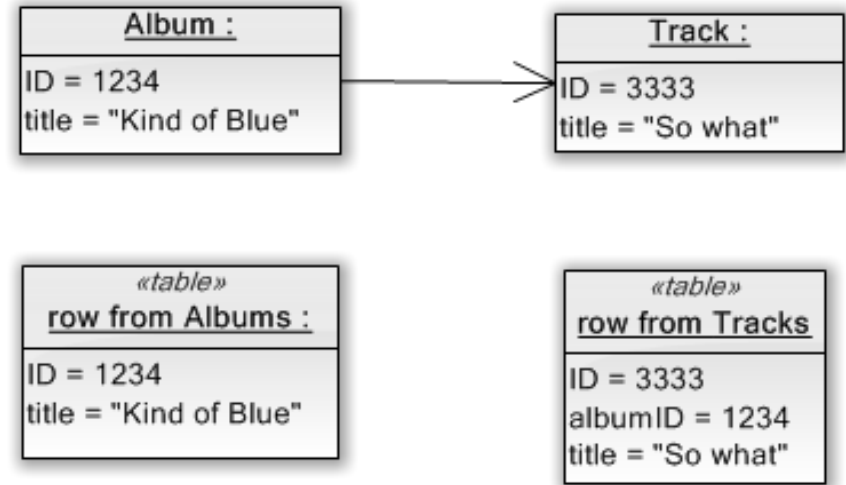 Album :
ID = 1234
title = "Kind of Blue"
Track :
ID = 3333
title = "So what"
«table»
row from Albums :
ID = 1234
title = "Kind of Blue"
«table»
row from Tracks
ID = 3333
albumID = 1234
title = "So what"